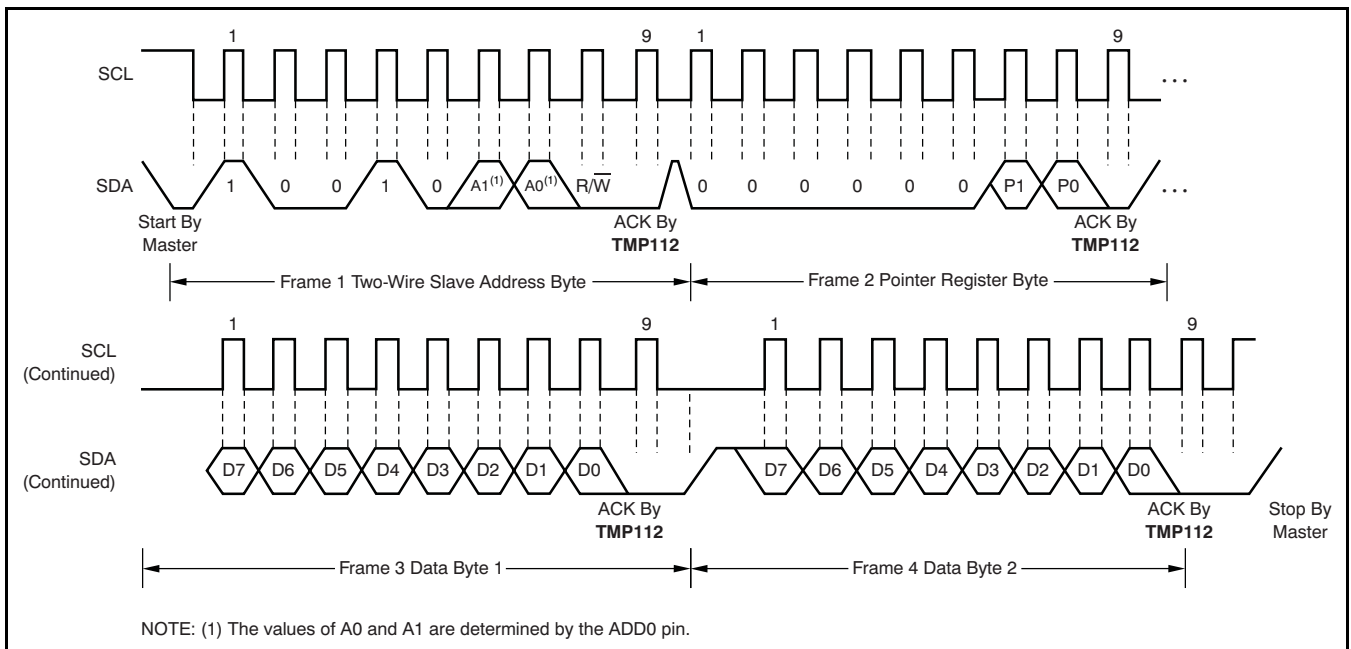 1 9 1 9
SCL ...
SDA 1 0 0 1 0 A1(1) A0(1) R/W̅ 0 0 0 0 0 0 P1 P0 ...
Start By Master
ACK By TMP112
ACK By TMP112
Frame 1 Two-Wire Slave Address Byte
Frame 2 Pointer Register Byte
1 9 1 9
SCL (Continued)
SDA (Continued) D7 D6 D5 D4 D3 D2 D1 D0 D7 D6 D5 D4 D3 D2 D1 D0
ACK By TMP112
ACK By TMP112
Stop By Master
Frame 3 Data Byte 1
Frame 4 Data Byte 2
NOTE: (1) The values of A0 and A1 are determined by the ADD0 pin.